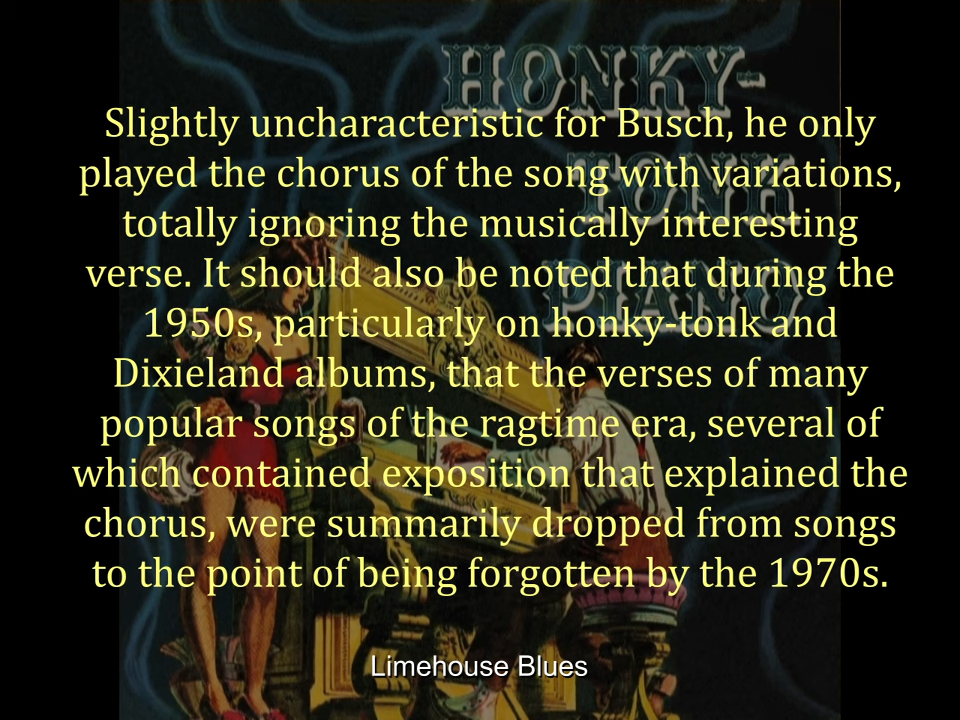 HONKY-
TONK
PIANO
Slightly uncharacteristic for Busch, he only
played the chorus of the song with variations,
totally ignoring the musically interesting
verse. It should also be noted that during the
1950s, particularly on honky-tonk and
Dixieland albums, that the verses of many
popular songs of the ragtime era, several of
which contained exposition that explained the
chorus, were summarily dropped from songs
to the point of being forgotten by the 1970s.
Limehouse Blues